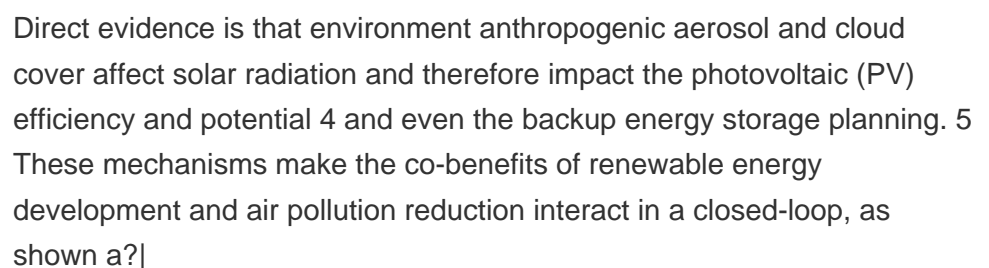 Direct evidence is that environment anthropogenic aerosol and cloud
cover affect solar radiation and therefore impact the photovoltaic (PV)
efficiency and potential 4 and even the backup energy storage planning. 5
These mechanisms make the co-benefits of renewable energy
development and air pollution reduction interact in a closed-loop, as
shown a?|